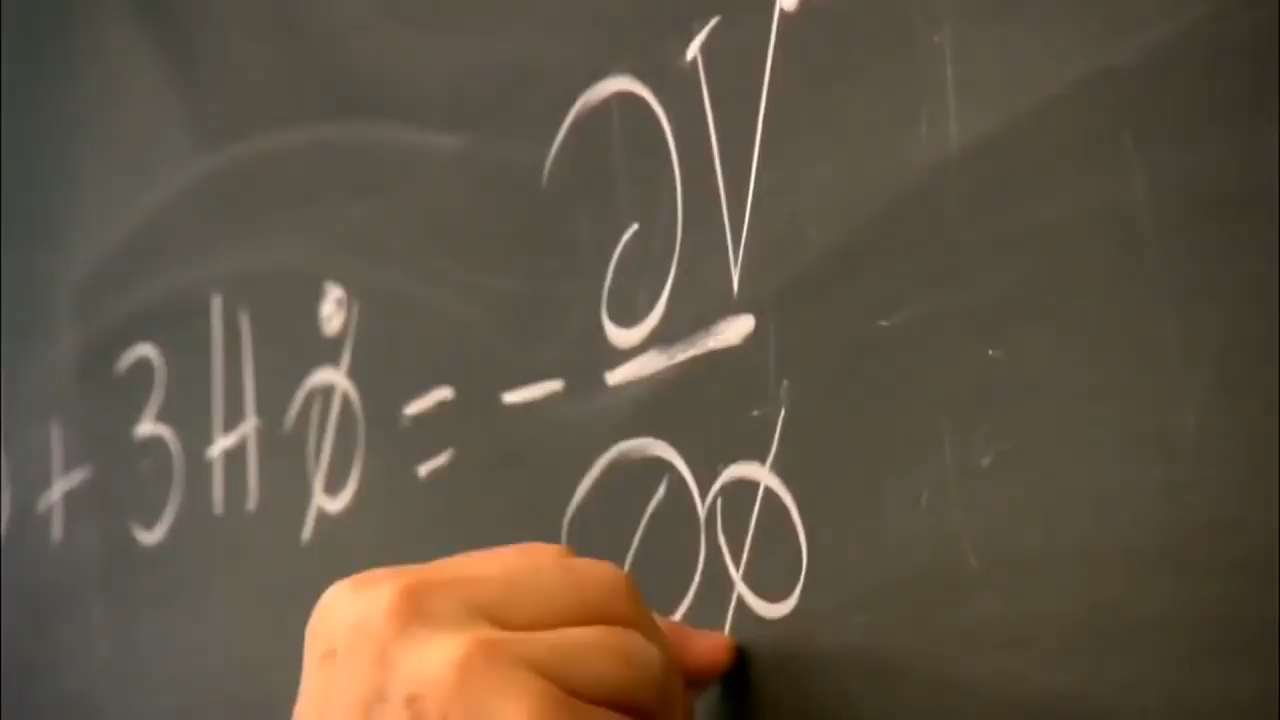 + 3Hφ̇ = - ∂V
∂φ